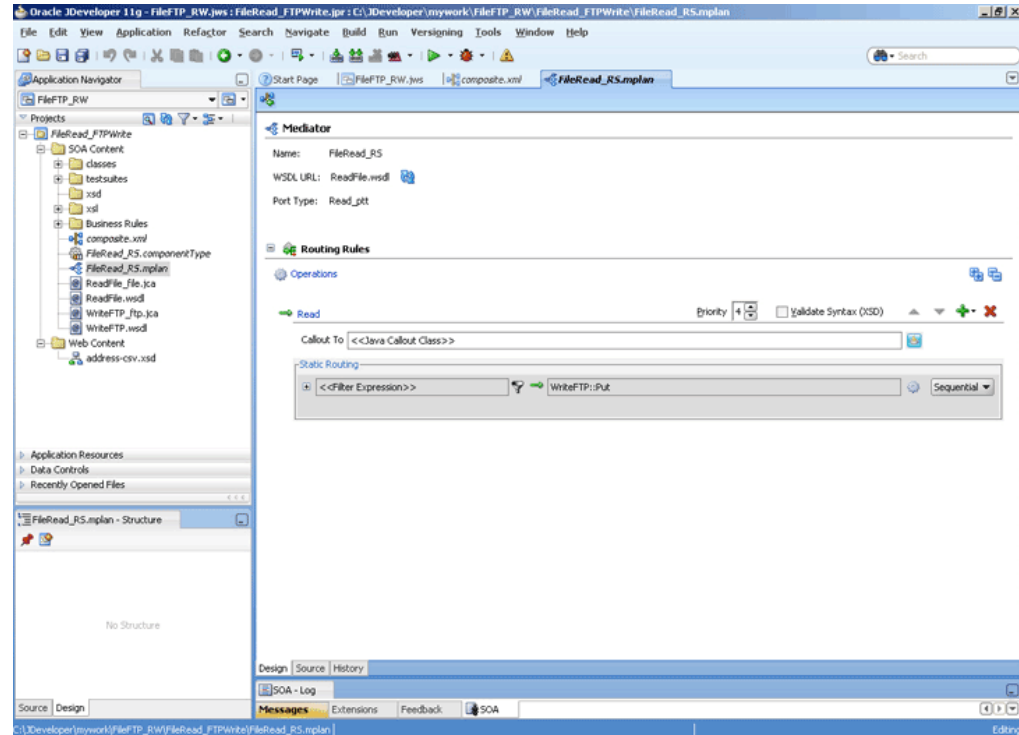 Oracle JDeveloper 11g - FileFTP_RW.jws : FileRead_FTPWrite.jpr : C:\JDeveloper\mywork\FileFTP_RW\FileRead_FTPWrite\FileRead_RS.mplan
File Edit View Application Refactor Search Navigate Build Run Versigning Tools Window Help
Search
Application Navigator
Start Page FileFTP_RW.jws composite.xml FileRead_RS.mplan
FileFTP_RW
Projects
FileRead_FTPWrite
SOA Content
classes
testsuites
xsd
xsl
Business Rules
composite.xml
FileRead_RS.componentType
FileRead_RS.mplan
ReadFile_file.jca
ReadFile.wsdl
WriteFTP_ftp.jca
WriteFTP.wsdl
Web Content
address-csv.xsd
Application Resources
Data Controls
Recently Opened Files
Mediator
Name: FileRead_RS
WSDL URL: ReadFile.wsdl
Port Type: Read_ptt
Routing Rules
Operations
Read Priority 4 Validate Syntax (XSD)
Callout To <<Java Callout Class>>
Static Routing
<<Filter Expression>> WriteFTP::Put Sequential
FileRead_RS.mplan - Structure
No Structure
Source Design
Design Source History
SOA - Log
Messages Extensions Feedback SOA
C:\JDeveloper\mywork\FileFTP_RW\FileRead_FTPWrite\FileRead_RS.mplan Editing